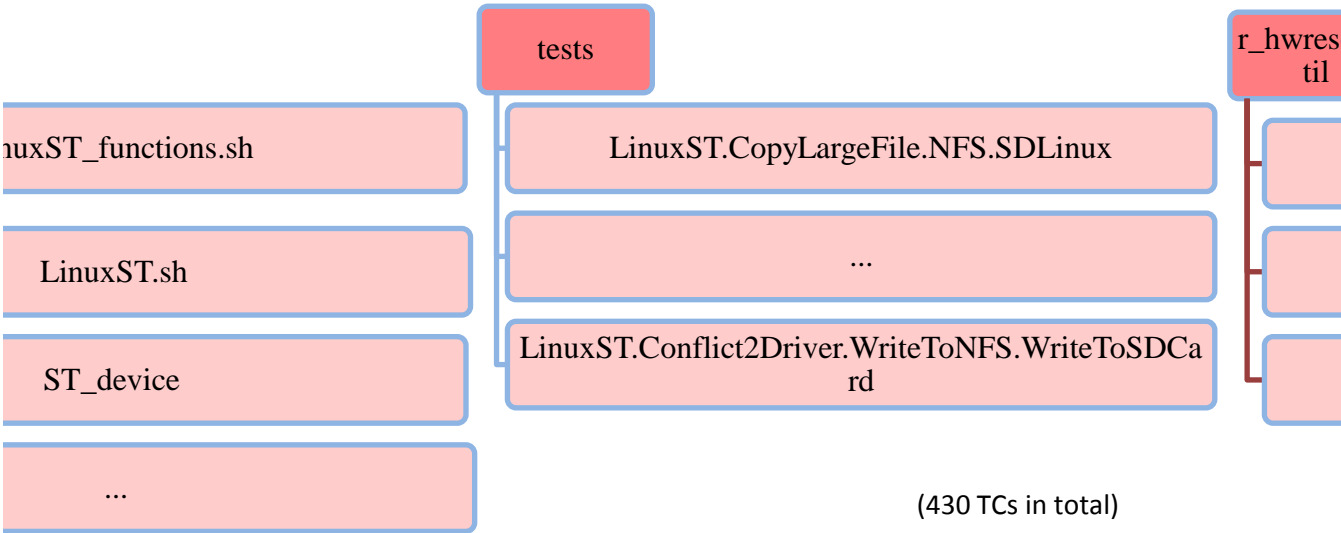 tests
r_hwres
til
nuxST_functions.sh
LinuxST.CopyLargeFile.NFS.SDLinux
LinuxST.sh
...
ST_device
LinuxST.Conflict2Driver.WriteToNFS.WriteToSDCa
rd
...
(430 TCs in total)